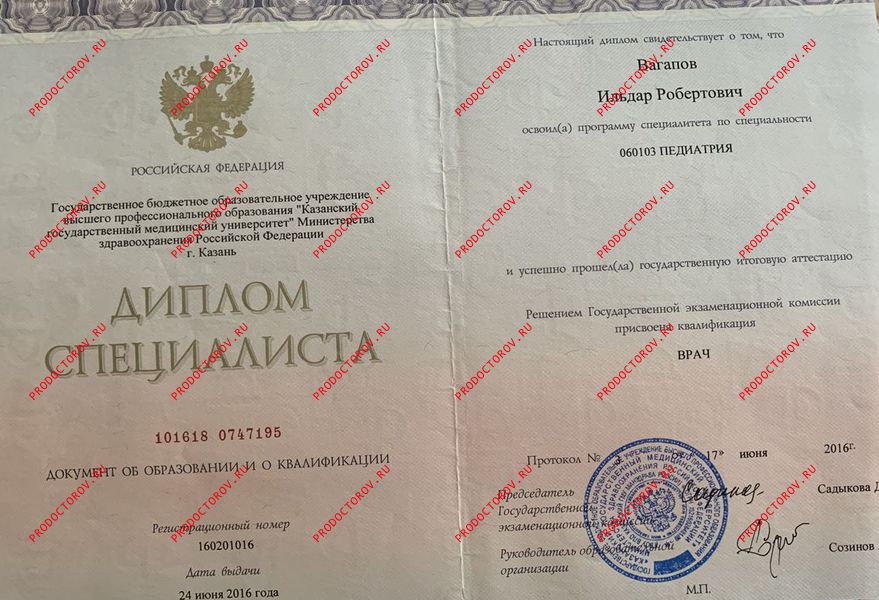 РОССИЙСКАЯ ФЕДЕРАЦИЯ
Государственное бюджетное образовательное учреждение
высшего профессионального образования "Казанский
государственный медицинский университет" Министерства
здравоохранения Российской Федерации
г. Казань
ДИПЛОМ
СПЕЦИАЛИСТА
101618 0747195
ДОКУМЕНТ ОБ ОБРАЗОВАНИИ И О КВАЛИФИКАЦИИ
Регистрационный номер
160201016
Дата выдачи
24 июня 2016 года
Настоящий диплом свидетельствует о том, что
Вагапов
Ильдар Робертович
освоил(а) программу специалитета по специальности
060103 ПЕДИАТРИЯ
и успешно прошел(ла) государственную итоговую аттестацию
Решением Государственной экзаменационной комиссии
присвоена квалификация
ВРАЧ
Протокол № от "17" июня 2016г.
Председатель
Государственной
экзаменационной комиссии
Садыкова Д
Руководитель образовательной
организации
Созинов
М.П.
PRODOCTOROV.RU